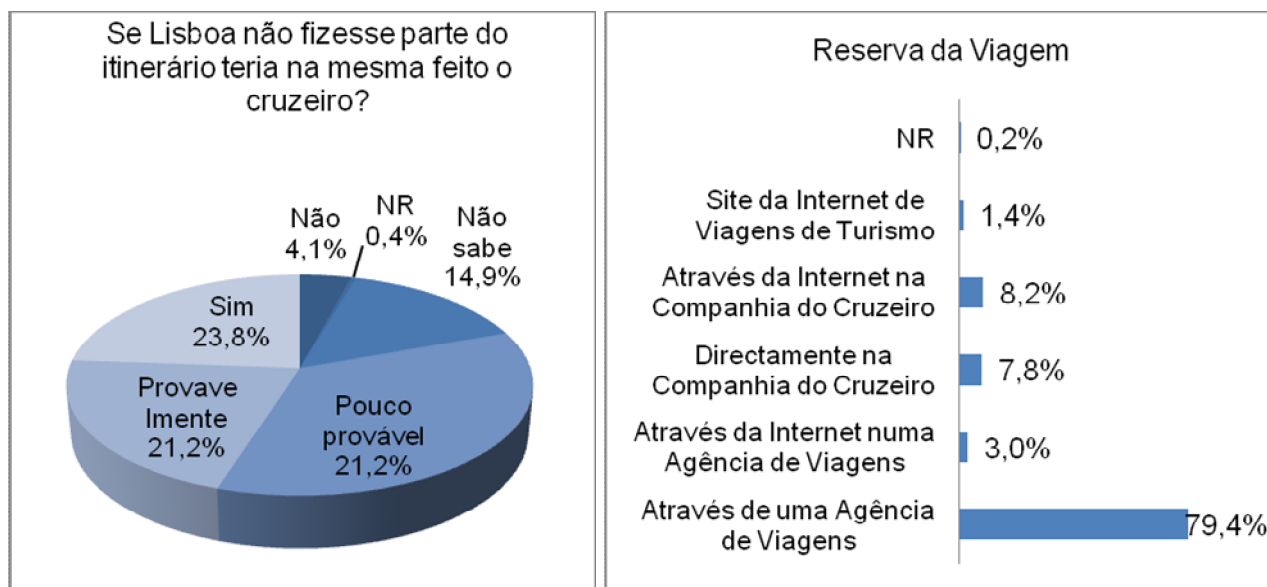 Se Lisboa não fizesse parte do
itinerário teria na mesma feito o
cruzeiro?
Não
4,1%
NR
0,4%
Não
sabe
14,9%
Sim
23,8%
Provave
lmente
21,2%
Pouco
provável
21,2%
Reserva da Viagem
NR
0,2%
Site da Internet de
Viagens de Turismo
1,4%
Através da Internet na
Companhia do Cruzeiro
8,2%
Directamente na
Companhia do Cruzeiro
7,8%
Através da Internet numa
Agência de Viagens
3,0%
Através de uma Agência
de Viagens
79,4%